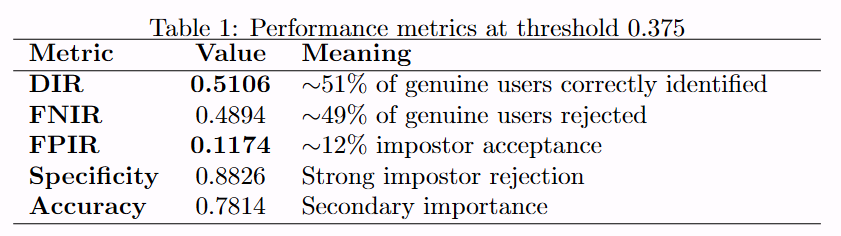 Table 1: Performance metrics at threshold 0.375
Metric Value Meaning
DIR 0.5106 ~51% of genuine users correctly identified
FNIR 0.4894 ~49% of genuine users rejected
FPIR 0.1174 ~12% impostor acceptance
Specificity 0.8826 Strong impostor rejection
Accuracy 0.7814 Secondary importance